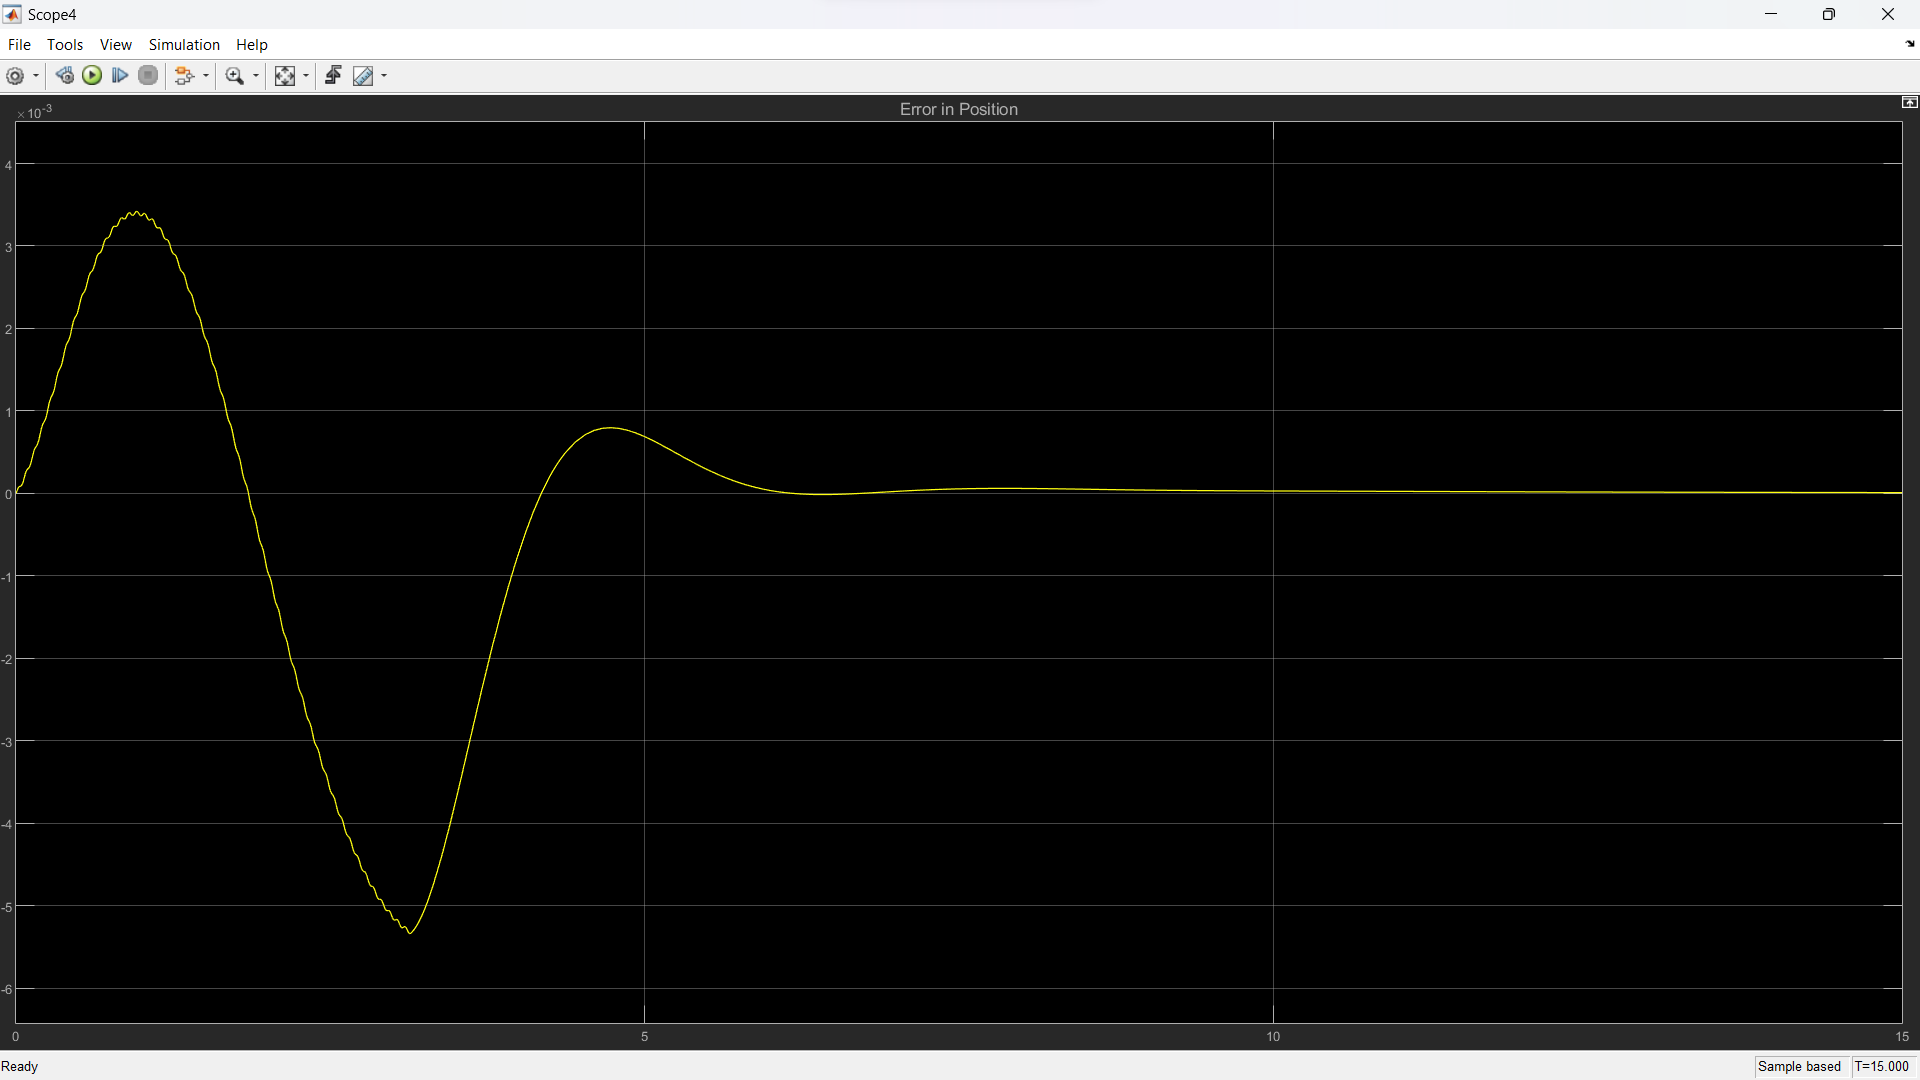 Scope4
File Tools View Simulation Help
×10-3
Error in Position
4
3
2
1
0
-1
-2
-3
-4
-5
-6
0 5 10 15
Ready Sample based T=15.000